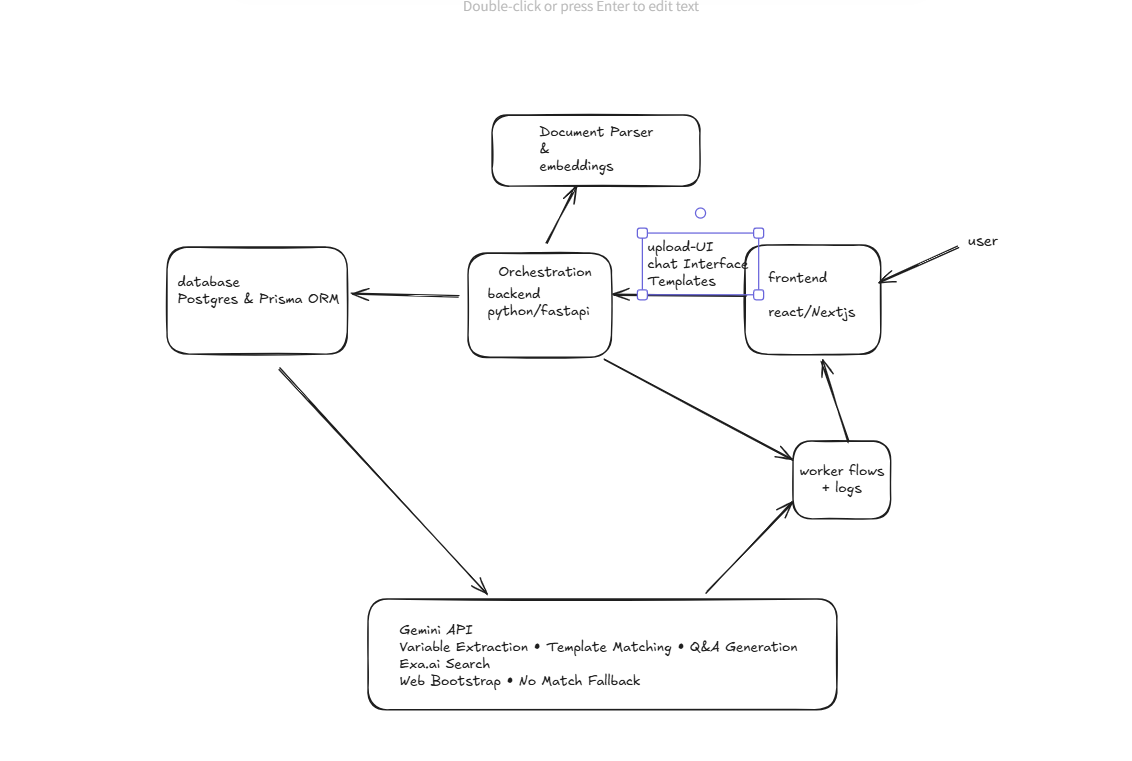 Double-click or press Enter to edit text
Document Parser
&
embeddings
user
upload-UI
chat Interface
Templates
frontend
react/Nextjs
Orchestration
backend
python/fastapi
database
Postgres & Prisma ORM
worker flows
+ logs
Gemini API
Variable Extraction • Template Matching • Q&A Generation
Exa.ai Search
Web Bootstrap • No Match Fallback